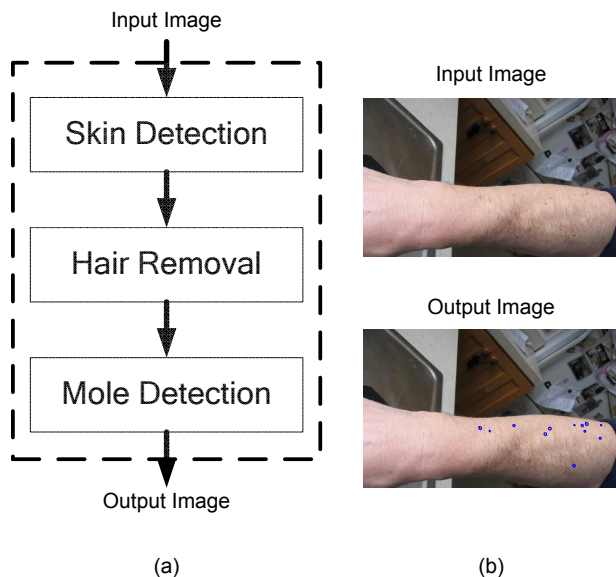 Input Image
Skin Detection
Hair Removal
Mole Detection
Output Image
(a)
Input Image
Output Image
(b)